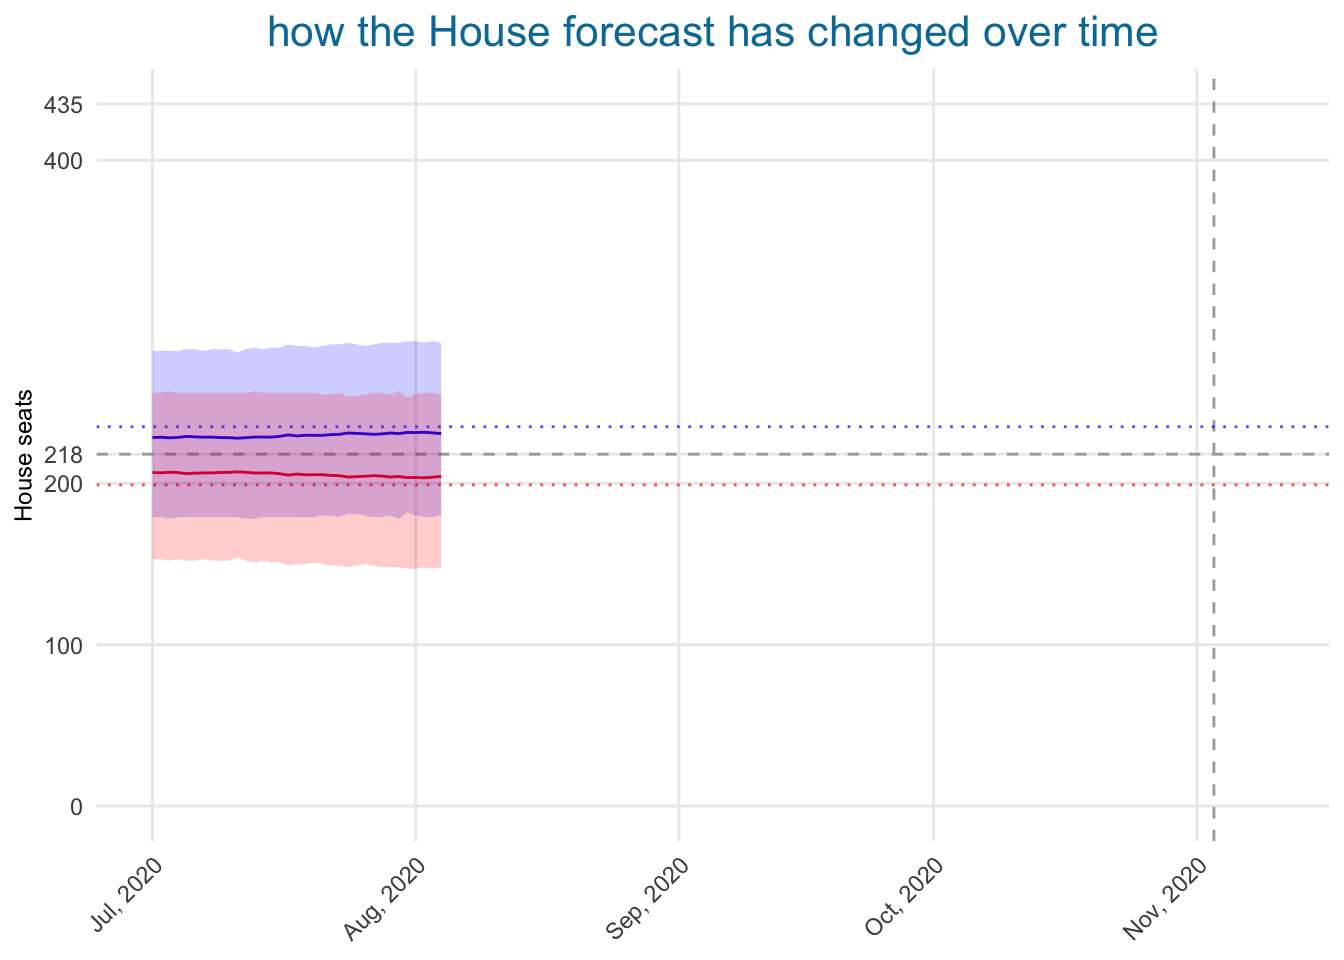 how the House forecast has changed over time
435
400
218
200
100
0
House seats
Jul, 2020
Aug, 2020
Sep, 2020
Oct, 2020
Nov, 2020